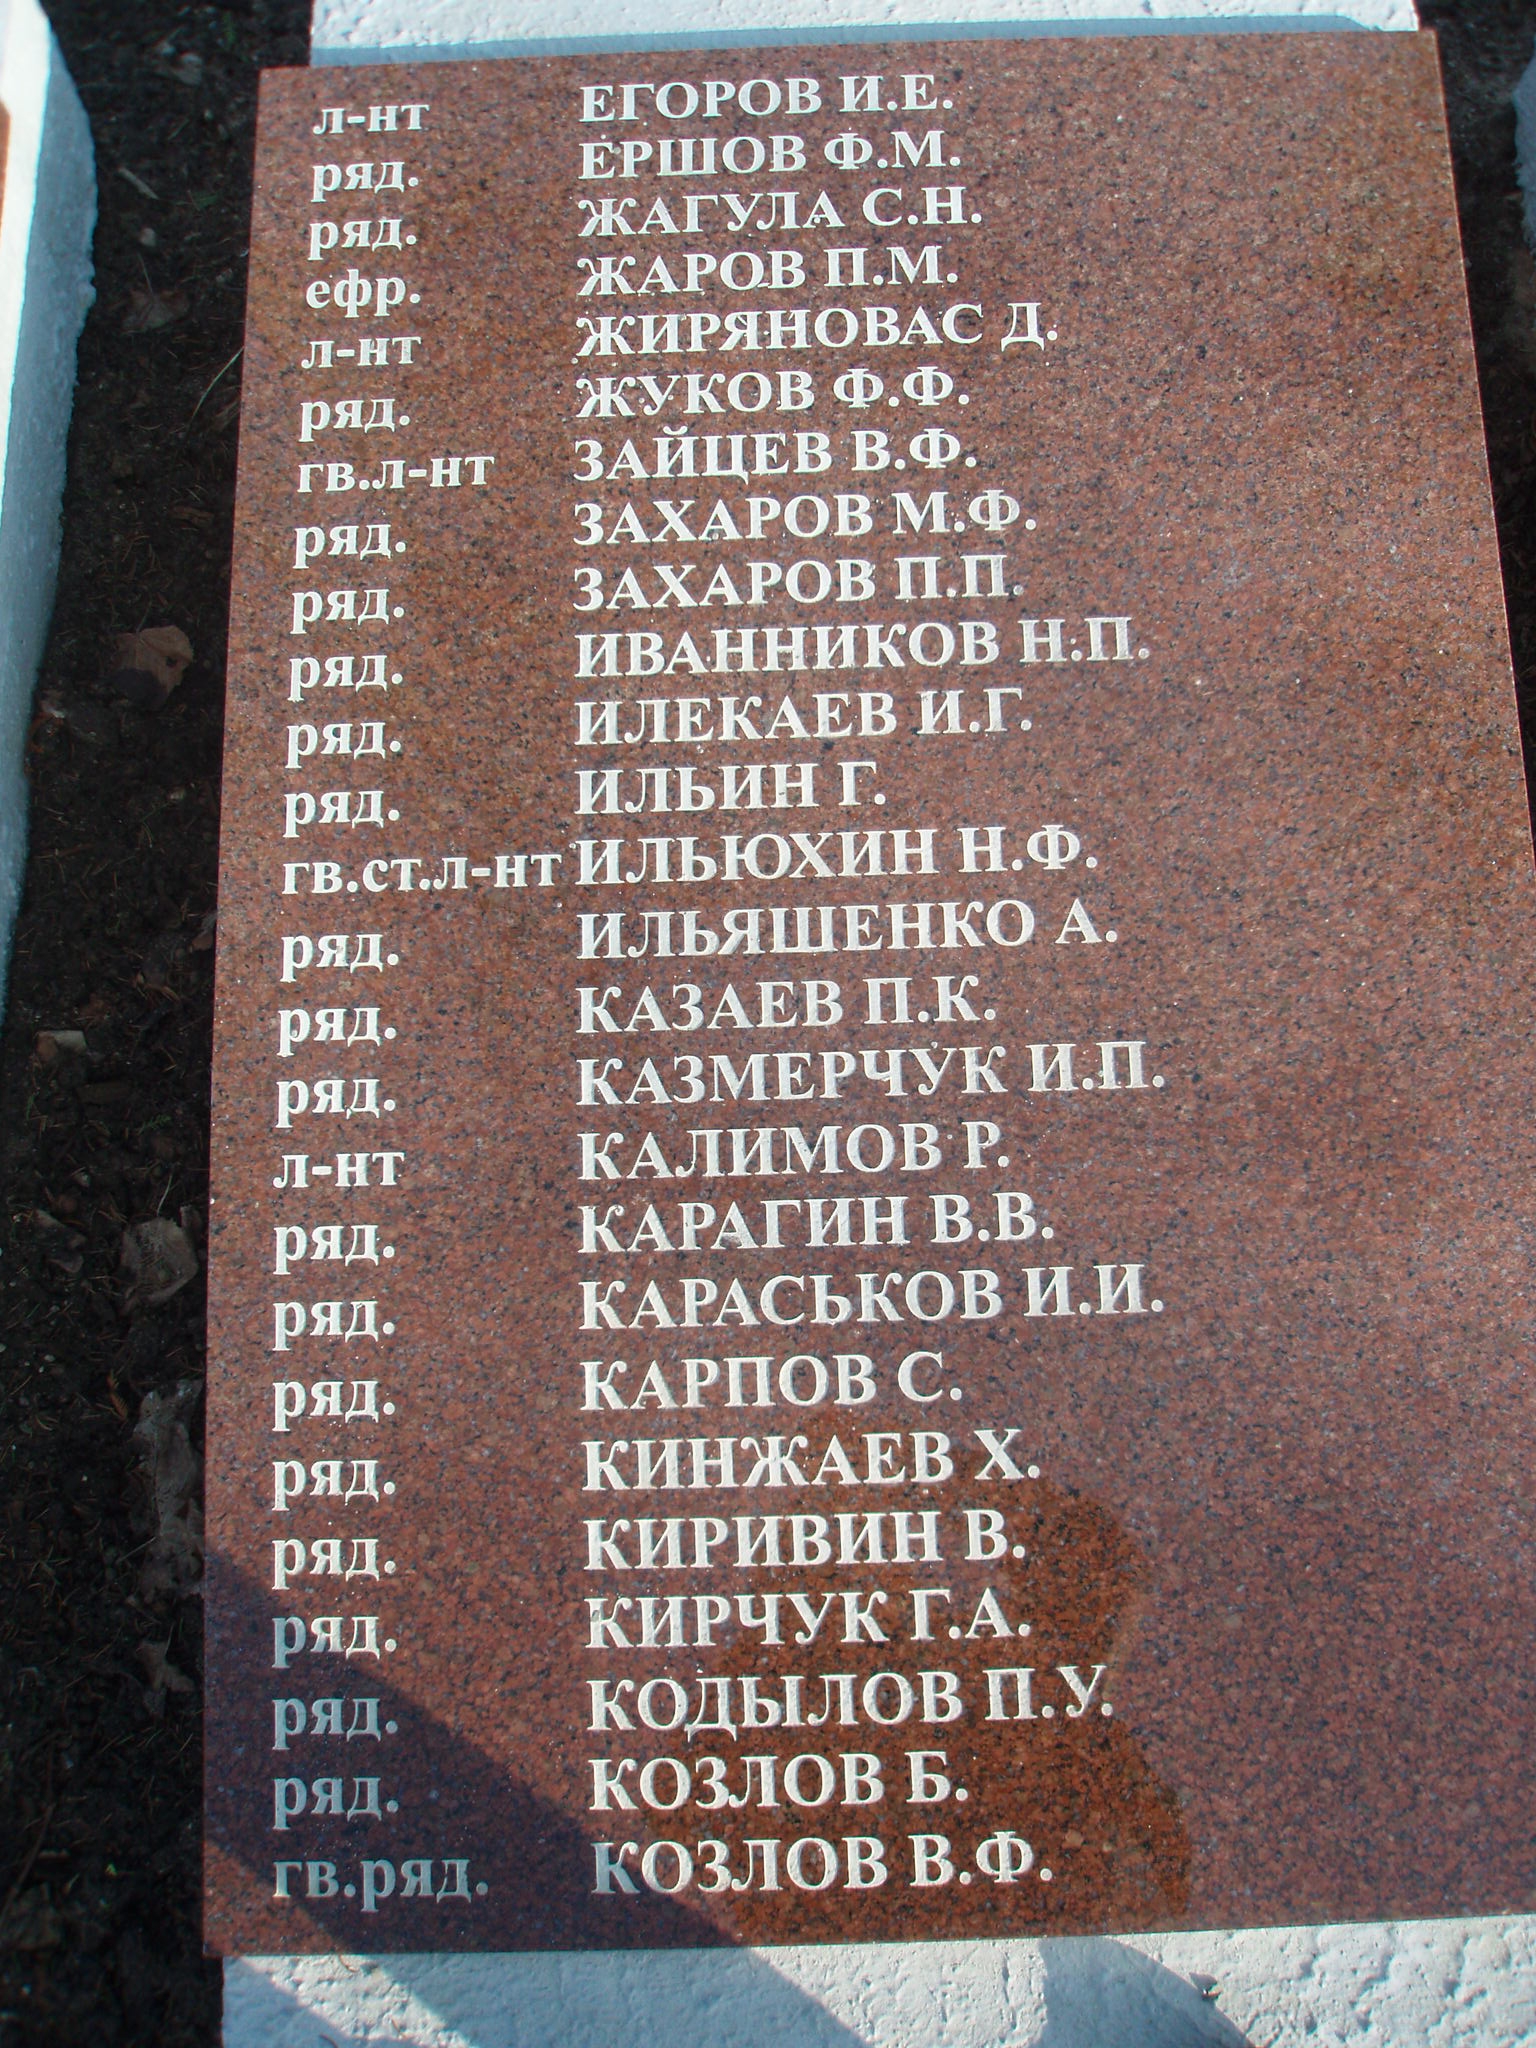 л-нт ЕГОРОВ И.Е.
ряд. ЕРШОВ Ф.М.
ряд. ЖАГУЛА С.Н.
ефр. ЖАРОВ П.М.
л-нт ЖИРЯНОВАС Д.
ряд. ЖУКОВ Ф.Ф.
гв.л-нт ЗАЙЦЕВ В.Ф.
ряд. ЗАХАРОВ М.Ф.
ряд. ЗАХАРОВ П.П.
ряд. ИВАННИКОВ Н.П.
ряд. ИЛЕКАЕВ И.Г.
ряд. ИЛЬИН Г.
гв.ст.л-нт ИЛЬЮХИН Н.Ф.
ряд. ИЛЬЯШЕНКО А.
ряд. КАЗАЕВ П.К.
ряд. КАЗМЕРЧУК И.П.
л-нт КАЛИМОВ Р.
ряд. КАРАГИН В.В.
ряд. КАРАСЬКОВ И.И.
ряд. КАРПОВ С.
ряд. КИНЖАЕВ Х.
ряд. КИРИВИН В.
ряд. КИРЧУК Г.А.
ряд. КОДЫЛОВ П.У.
ряд. КОЗЛОВ Б.
гв.ряд. КОЗЛОВ В.Ф.